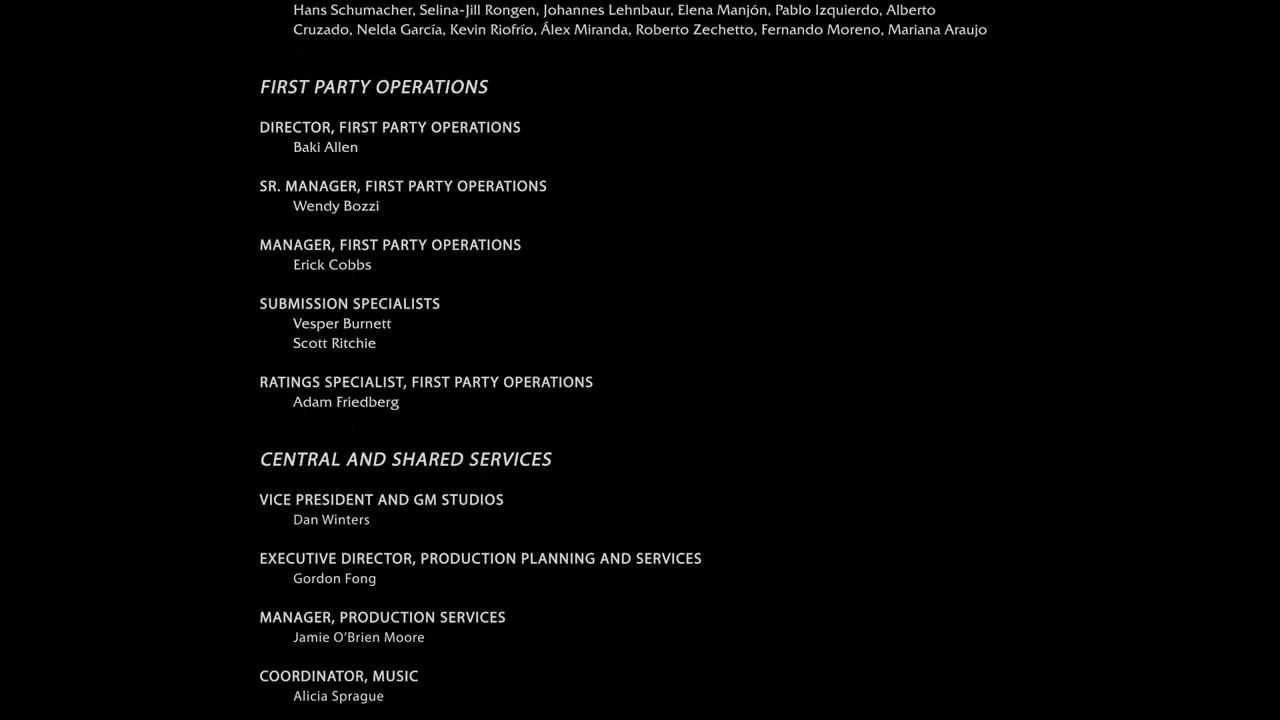 Hans Schumacher, Selina-Jill Rongen, Johannes Lehnbaur, Elena Manjón, Pablo Izquierdo, Alberto
Cruzado, Nelda García, Kevin Riofrío, Álex Miranda, Roberto Zechetto, Fernando Moreno, Mariana Araujo
FIRST PARTY OPERATIONS
DIRECTOR, FIRST PARTY OPERATIONS
Baki Allen
SR. MANAGER, FIRST PARTY OPERATIONS
Wendy Bozzi
MANAGER, FIRST PARTY OPERATIONS
Erick Cobbs
SUBMISSION SPECIALISTS
Vesper Burnett
Scott Ritchie
RATINGS SPECIALIST, FIRST PARTY OPERATIONS
Adam Friedberg
CENTRAL AND SHARED SERVICES
VICE PRESIDENT AND GM STUDIOS
Dan Winters
EXECUTIVE DIRECTOR, PRODUCTION PLANNING AND SERVICES
Gordon Fong
MANAGER, PRODUCTION SERVICES
Jamie O’Brien Moore
COORDINATOR, MUSIC
Alicia Sprague